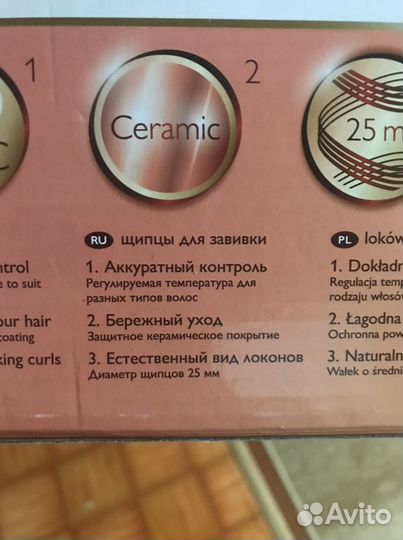 1
2
C
Ceramic
25 m
ntrol
e to suit
our hair
coating
king curls
RU щипцы для завивки
1. Аккуратный контроль
Регулируемая температура для
разных типов волос
2. Бережный уход
Защитное керамическое покрытие
3. Естественный вид локонов
Диаметр щипцов 25 мм
PL loków
1. Dokładn
Regulacja temp
rodzaju włosów
2. Łagodna
Ochronna pow
3. Naturaln
Wałek o średni
Avito